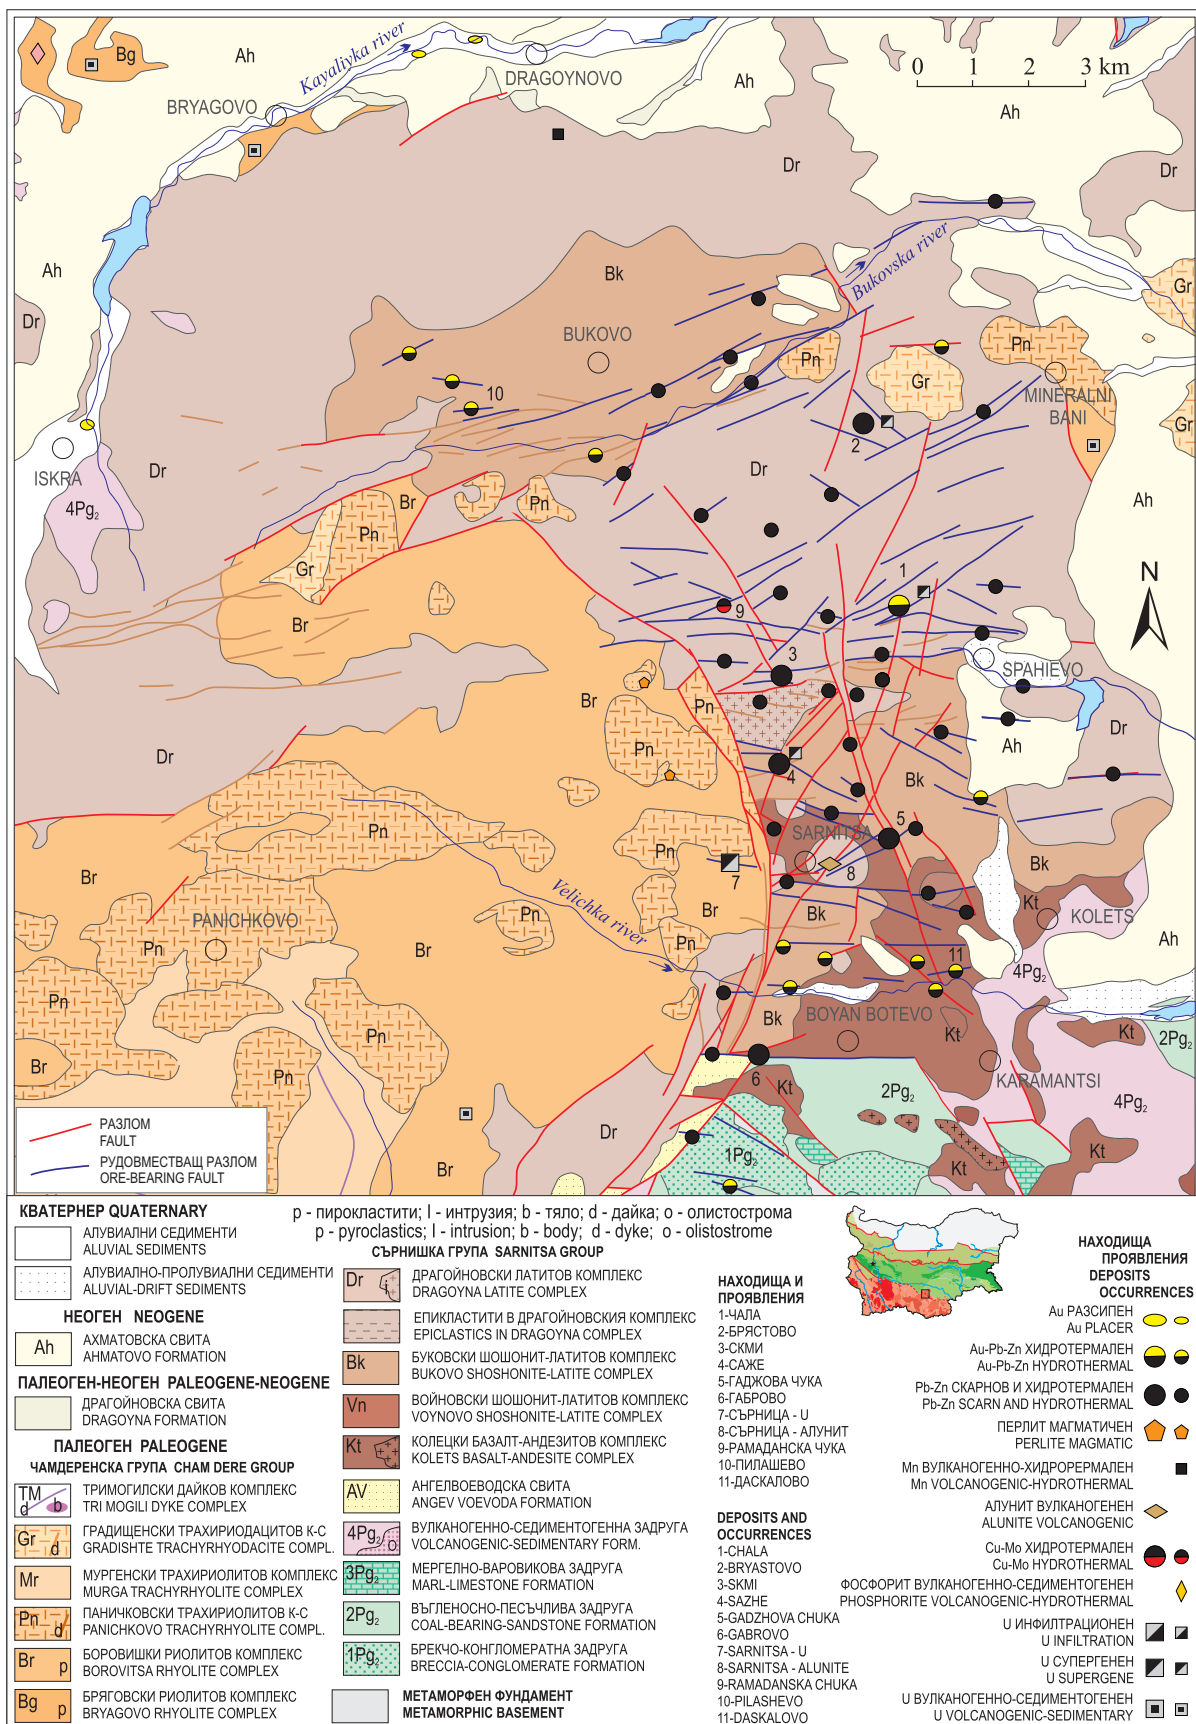 Kayaliyka river
DRAGOYNOVO
BRYAGOVO
Bg
Ah
Ah
0 1 2 3 km
Ah
Dr
Dr
Ah
Dr
Bk
Bukovska river
BUKOVO
Gr
Pn
Pn
Gr
MINERALNI
BANI
Gr
10
2
ISKRA
Dr
4Pg2
Br
Pn
Pn
Gr
Dr
Ah
N
1
9
Br
3
SPAHIEVO
Br
Pn
Dr
Ah
Dr
Pn
4
Bk
Pn
5
SARNITSA
Pn
7
8
Bk
Br
PANICHKOVO
Velichka river
Pn
Br
Bk
Kt
KOLETS
Pn
Br
Pn
11
Ah
4Pg2
Pn
Pn
Bk
BOYAN BOTEVO
Kt
Kt
2Pg2
Br
Pn
6
Kt
2Pg2
KARAMANTSI
4Pg2
Dr
1Pg2
Kt
Kt
Br
РАЗЛОМ
FAULT
РУДОВМЕСТВАЩ РАЗЛОМ
ORE-BEARING FAULT
КВАТЕРНЕР QUATERNARY
АЛУВИАЛНИ СЕДИМЕНТИ
ALUVIAL SEDIMENTS
АЛУВИАЛНО-ПРОЛУВИАЛНИ СЕДИМЕНТИ
ALUVIAL-DRIFT SEDIMENTS
НЕОГЕН NEOGENE
Ah
АХМАТОВСКА СВИТА
AHMATOVO FORMATION
ПАЛЕОГЕН-НЕОГЕН PALEOGENE-NEOGENE
ДРАГОЙНОВСКА СВИТА
DRAGOYNA FORMATION
ПАЛЕОГЕН PALEOGENE
ЧАМДЕРЕНСКА ГРУПА CHAM DERE GROUP
TM
d b
ТРИМОГИЛСКИ ДАЙКОВ КОМПЛЕКС
TRI MOGILI DYKE COMPLEX
Gr d
ГРАДИЩЕНСКИ ТРАХИРИОДАЦИТОВ К-С
GRADISHTE TRACHYRHYODACITE COMPL.
Mr
МУРГЕНСКИ ТРАХИРИОЛИТОВ КОМПЛЕКС
MURGA TRACHYRHYOLITE COMPLEX
Pn d
ПАНИЧКОВСКИ ТРАХИРИОЛИТОВ К-С
PANICHKOVO TRACHYRHYOLITE COMPL.
Br p
БОРОВИШКИ РИОЛИТОВ КОМПЛЕКС
BOROVITSA RHYOLITE COMPLEX
Bg p
БРЯГОВСКИ РИОЛИТОВ КОМПЛЕКС
BRYAGOVO RHYOLITE COMPLEX
р - пирокластити; I - интрузия; b - тяло; d - дайка; o - олистострома
p - pyroclastics; I - intrusion; b - body; d - dyke; o - olistostrome
СЪРНИШКА ГРУПА SARNITSA GROUP
Dr i
ДРАГОЙНОВСКИ ЛАТИТОВ КОМПЛЕКС
DRAGOYNA LATITE COMPLEX
ЕПИКЛАСТИТИ В ДРАГОЙНОВСКИЯ КОМПЛЕКС
EPICLASTICS IN DRAGOYNA COMPLEX
Bk
БУКОВСКИ ШОШОНИТ-ЛАТИТОВ КОМПЛЕКС
BUKOVO SHOSHONITE-LATITE COMPLEX
Vn
ВОЙНОВСКИ ШОШОНИТ-ЛАТИТОВ КОМПЛЕКС
VOYNOVO SHOSHONITE-LATITE COMPLEX
Kt
КОЛЕЦКИ БАЗАЛТ-АНДЕЗИТОВ КОМПЛЕКС
KOLETS BASALT-ANDESITE COMPLEX
AV
АНГЕЛВОЕВОДСКА СВИТА
ANGEV VOEVODA FORMATION
4Pg2 o
ВУЛКАНОГЕННО-СЕДИМЕНТОГЕННА ЗАДРУГА
VOLCANOGENIC-SEDIMENTARY FORM.
3Pg2
МЕРГЕЛНО-ВАРОВИКОВА ЗАДРУГА
MARL-LIMESTONE FORMATION
2Pg2
ВЪГЛЕНОСНО-ПЕСЪЧЛИВА ЗАДРУГА
COAL-BEARING-SANDSTONE FORMATION
1Pg2
БРЕКЧО-КОНГЛОМЕРАТНА ЗАДРУГА
BRECCIA-CONGLOMERATE FORMATION
МЕТАМОРФЕН ФУНДАМЕНТ
METAMORPHIC BASEMENT
НАХОДИЩА И
ПРОЯВЛЕНИЯ
1-ЧАЛА
2-БРЯСТОВО
3-СКМИ
4-САЖЕ
5-ГАДЖОВА ЧУКА
6-ГАБРОВО
7-СЪРНИЦА - U
8-СЪРНИЦА - АЛУНИТ
9-РАМАДАНСКА ЧУКА
10-ПИЛАШЕВО
11-ДАСКАЛОВО
DEPOSITS AND
OCCURRENCES
1-CHALA
2-BRYASTOVO
3-SKMI
4-SAZHE
5-GADZHOVA CHUKA
6-GABROVO
7-SARNITSA - U
8-SARNITSA - ALUNITE
9-RAMADANSKA CHUKA
10-PILASHEVO
11-DASKALOVO
НАХОДИЩА
ПРОЯВЛЕНИЯ
DEPOSITS
OCCURRENCES
Au РАЗСИПЕН
Au PLACER
Au-Pb-Zn ХИДРОТЕРМАЛЕН
Au-Pb-Zn HYDROTHERMAL
Pb-Zn СКАРНОВ И ХИДРОТЕРМАЛЕН
Pb-Zn SCARN AND HYDROTHERMAL
ПЕРЛИТ МАГМАТИЧЕН
PERLITE MAGMATIC
Mn ВУЛКАНОГЕННО-ХИДРОРЕРМАЛЕН
Mn VOLCANOGENIC-HYDROTHERMAL
АЛУНИТ ВУЛКАНОГЕНЕН
ALUNITE VOLCANOGENIC
Cu-Mo ХИДРОТЕРМАЛЕН
Cu-Mo HYDROTHERMAL
ФОСФОРИТ ВУЛКАНОГЕННО-СЕДИМЕНТОГЕНЕН
PHOSPHORITE VOLCANOGENIC-HYDROTHERMAL
U ИНФИЛТРАЦИОНЕН
U INFILTRATION
U СУПЕРГЕНЕН
U SUPERGENE
U ВУЛКАНОГЕННО-СЕДИМЕНТОГЕНЕН
U VOLCANOGENIC-SEDIMENTARY